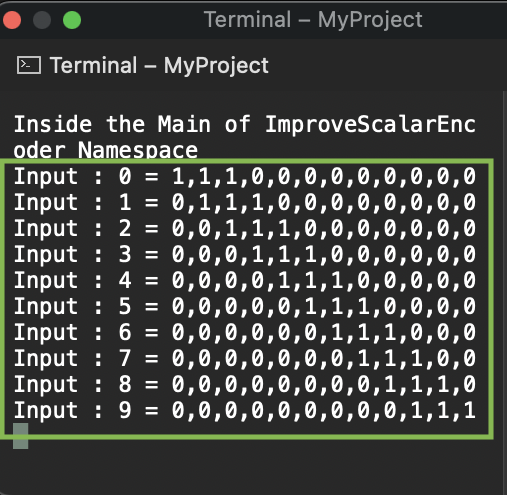 Terminal – MyProject
Terminal – MyProject
Inside the Main of ImproveScalarEnc
oder Namespace
Input : 0 = 1,1,1,0,0,0,0,0,0,0,0,0
Input : 1 = 0,1,1,1,0,0,0,0,0,0,0,0
Input : 2 = 0,0,1,1,1,0,0,0,0,0,0,0
Input : 3 = 0,0,0,1,1,1,0,0,0,0,0,0
Input : 4 = 0,0,0,0,1,1,1,0,0,0,0,0
Input : 5 = 0,0,0,0,0,1,1,1,0,0,0,0
Input : 6 = 0,0,0,0,0,0,1,1,1,0,0,0
Input : 7 = 0,0,0,0,0,0,0,1,1,1,0,0
Input : 8 = 0,0,0,0,0,0,0,0,1,1,1,0
Input : 9 = 0,0,0,0,0,0,0,0,0,1,1,1